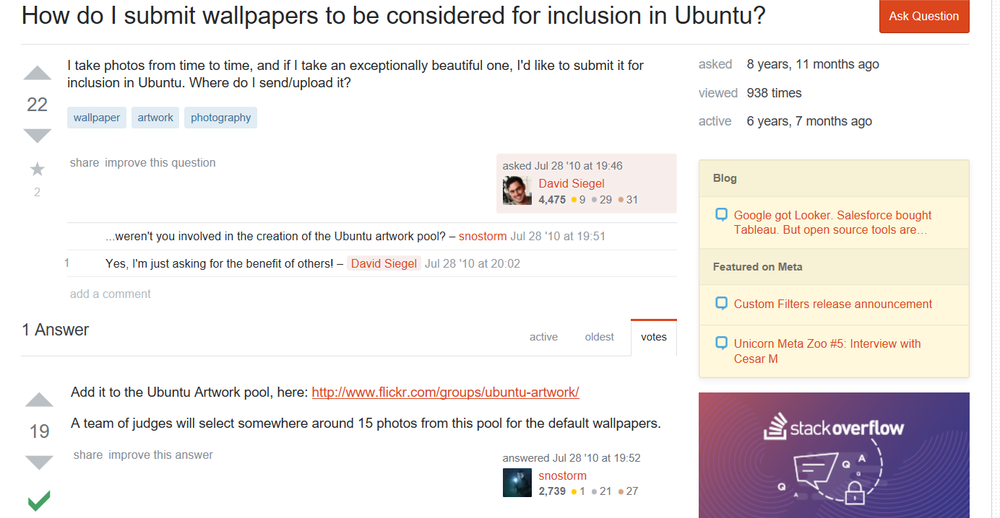 How do I submit wallpapers to be considered for inclusion in Ubuntu?
Ask Question
I take photos from time to time, and if I take an exceptionally beautiful one, I'd like to submit it for
inclusion in Ubuntu. Where do I send/upload it?
22
wallpaper artwork photography
share improve this question
2
asked Jul 28 '10 at 19:46
David Siegel
4,475 9 29 31
...weren't you involved in the creation of the Ubuntu artwork pool? – snostorm Jul 28 '10 at 19:51
1 Yes, I'm just asking for the benefit of others! – David Siegel Jul 28 '10 at 20:02
add a comment
1 Answer
active oldest votes
Add it to the Ubuntu Artwork pool, here: http://www.flickr.com/groups/ubuntu-artwork/
19
A team of judges will select somewhere around 15 photos from this pool for the default wallpapers.
share improve this answer
answered Jul 28 '10 at 19:52
snostorm
2,739 1 21 27
asked 8 years, 11 months ago
viewed 938 times
active 6 years, 7 months ago
Blog
Google got Looker. Salesforce bought
Tableau. But open source tools are...
Featured on Meta
Custom Filters release announcement
Unicorn Meta Zoo #5: Interview with
Cesar M
stackoverflow
Q A
Q
Q
A